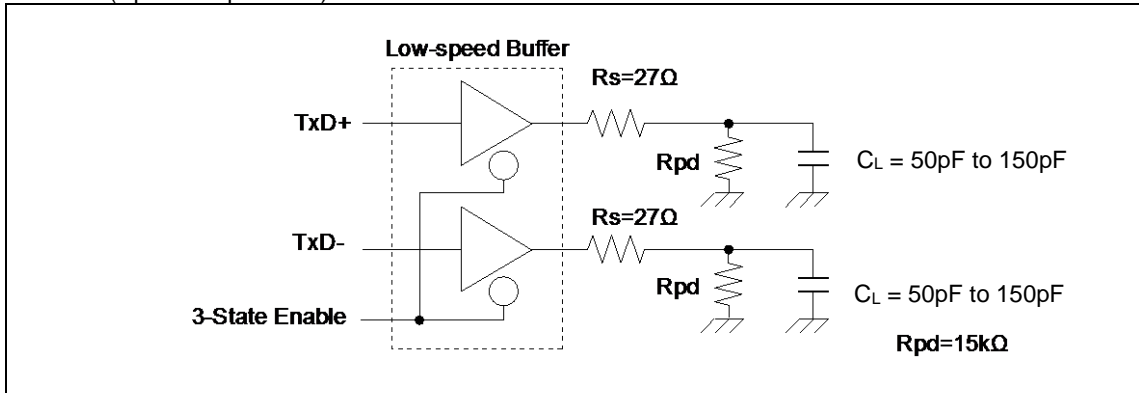 Low-speed Buffer
Rs=27Ω
TxD+
Rpd
CL = 50pF to 150pF
Rs=27Ω
TxD-
Rpd
CL = 50pF to 150pF
3-State Enable
Rpd=15kΩ